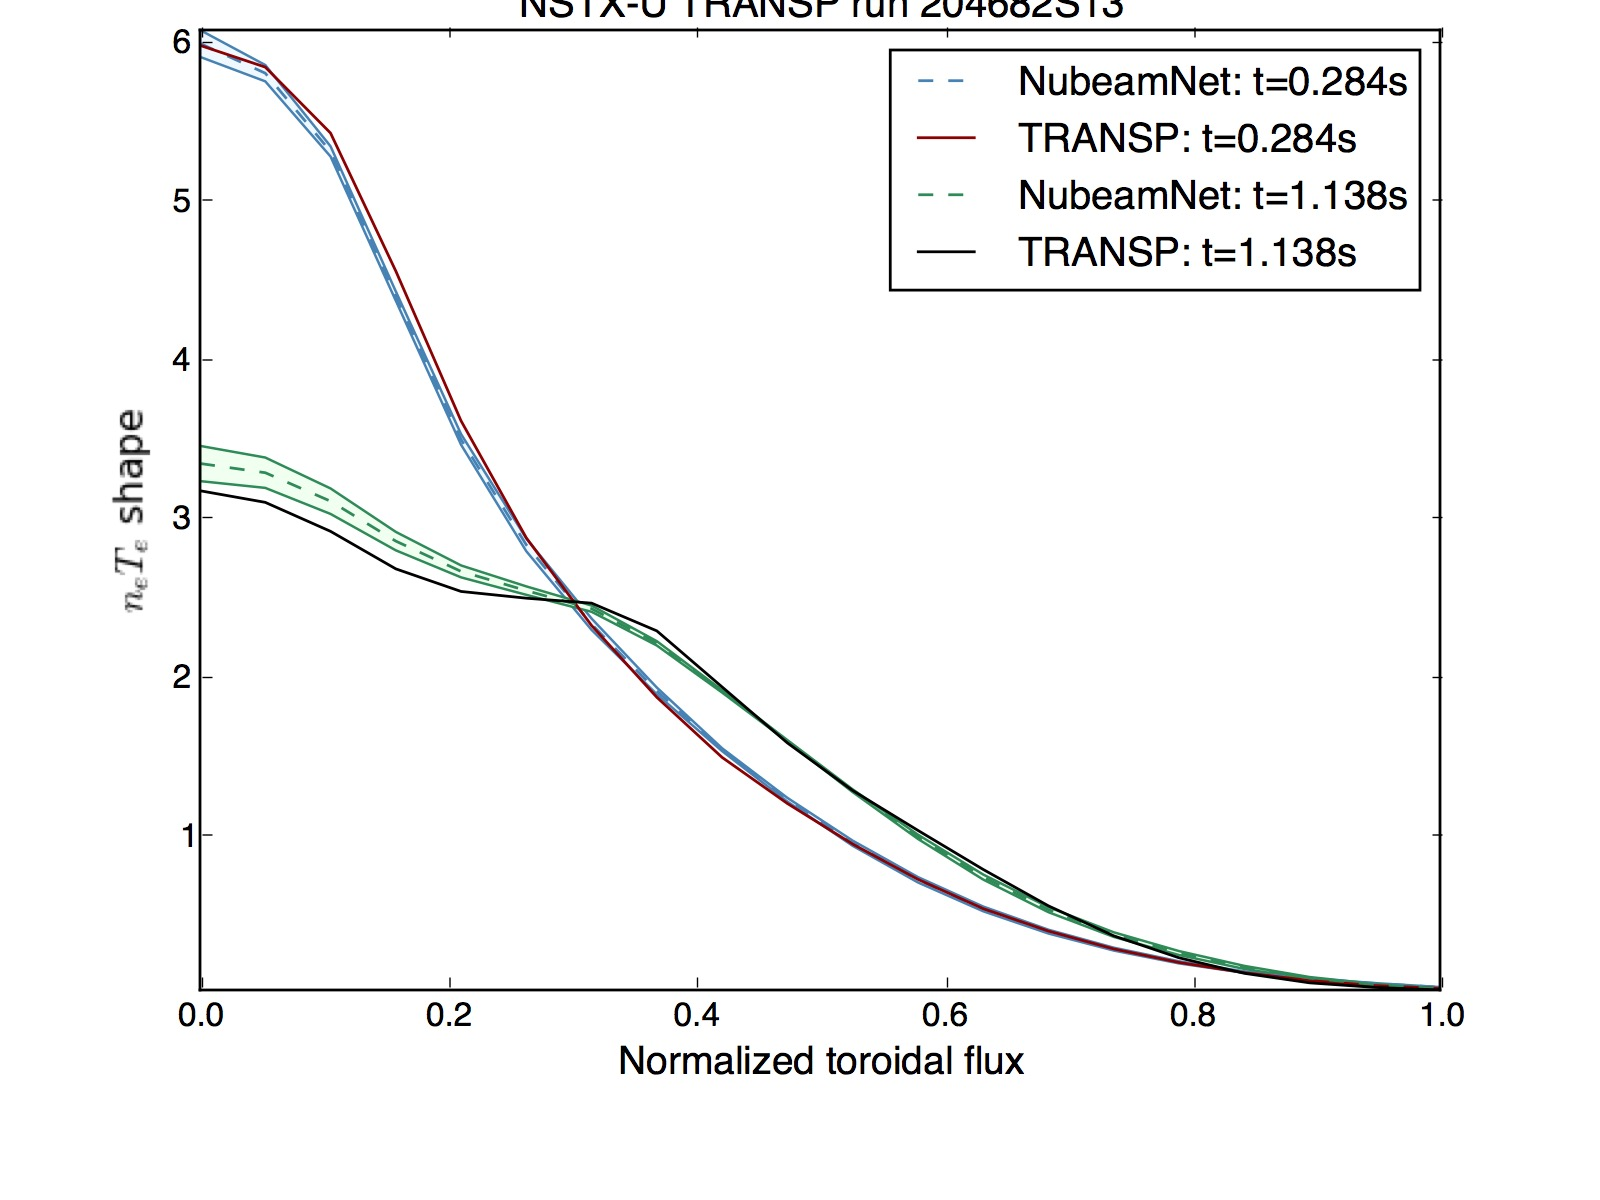 NSTX-U TRANSP run 204682S13
NubeamNet: t=0.284s
TRANSP: t=0.284s
NubeamNet: t=1.138s
TRANSP: t=1.138s
6
5
4
3
2
1
nₑTₑ shape
0.0 0.2 0.4 0.6 0.8 1.0
Normalized toroidal flux